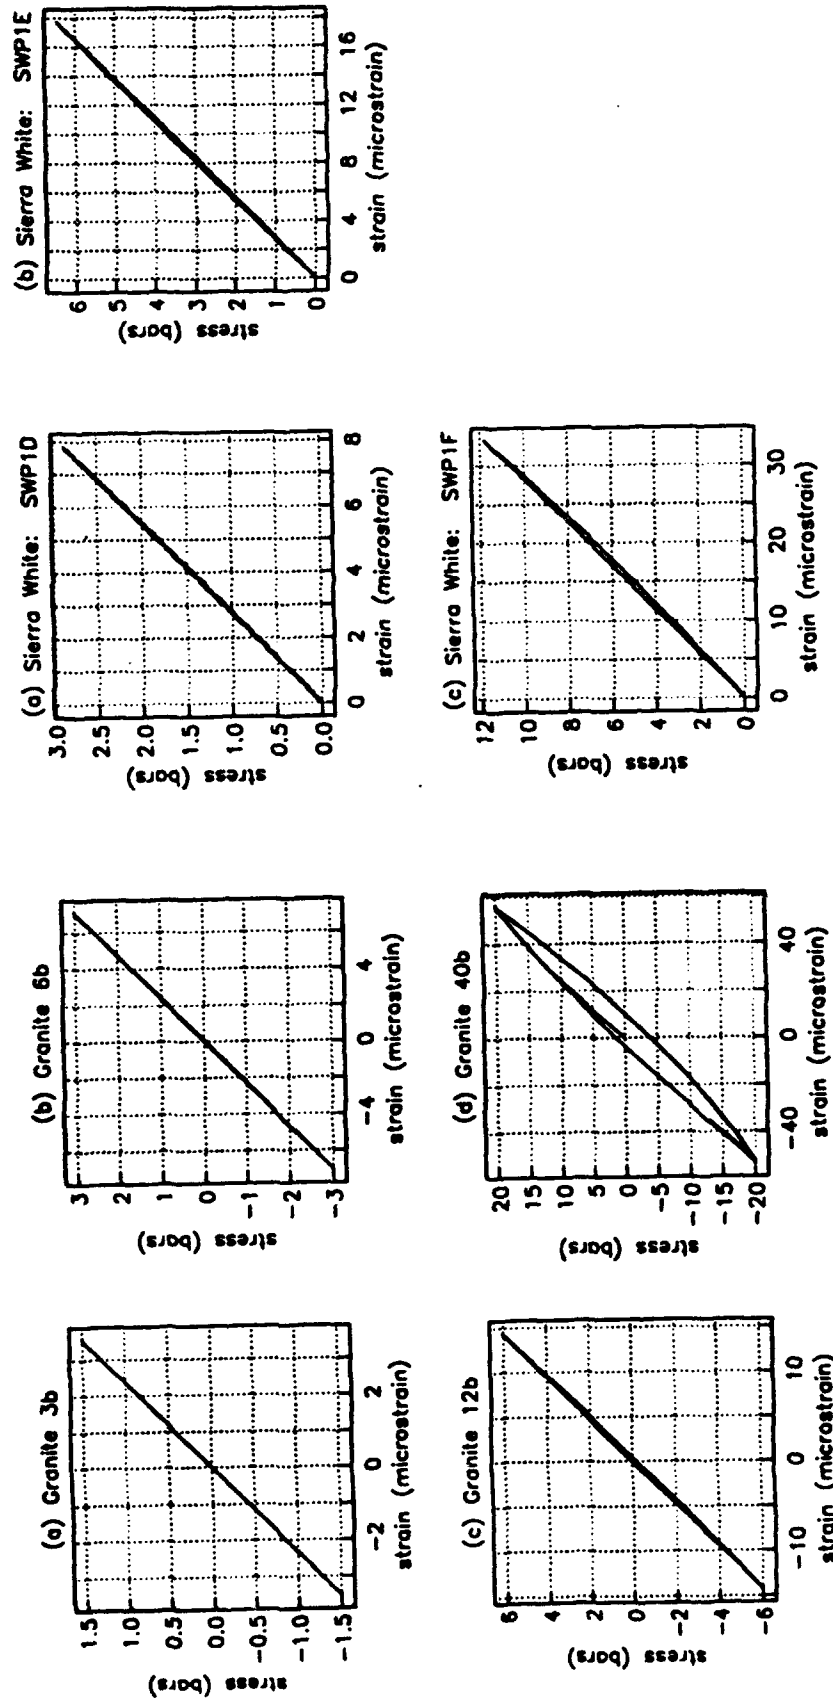 (a) Granite 3b
stress (bars)
1.5
1.0
0.5
0.0
-0.5
-1.0
-1.5
-2 0 2
strain (microstrain)
(b) Granite 6b
stress (bars)
3
2
1
0
-1
-2
-3
-4 0 4
strain (microstrain)
(c) Granite 12b
stress (bars)
6
4
2
0
-2
-4
-6
-10 0 10
strain (microstrain)
(d) Granite 40b
stress (bars)
20
15
10
5
0
-5
-10
-15
-20
-40 0 40
strain (microstrain)
(a) Sierra White: SWP1D
stress (bars)
3.0
2.5
2.0
1.5
1.0
0.5
0.0
0 2 4 6 8
strain (microstrain)
(b) Sierra White: SWP1E
stress (bars)
6
5
4
3
2
1
0
0 4 8 12 16
strain (microstrain)
(c) Sierra White: SWP1F
stress (bars)
12
10
8
6
4
2
0
0 10 20 30
strain (microstrain)